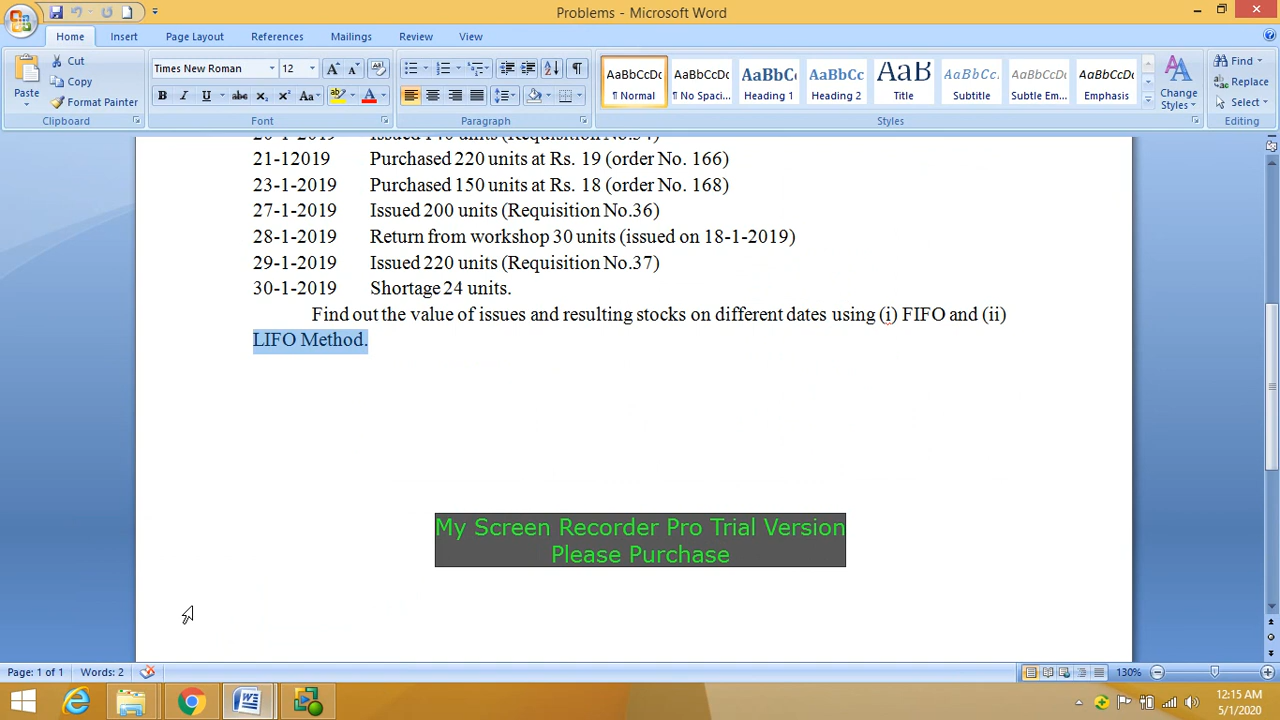 Problems - Microsoft Word
Home Insert Page Layout References Mailings Review View
Paste
Cut
Copy
Format Painter
Clipboard
Times New Roman 12
Font
Paragraph
AaBbCcDc AaBbCcDc AaBbC AaBbCc AaB AaBbCc. AaBbCcDc AaBbCcDc
¶ Normal ¶ No Spaci... Heading 1 Heading 2 Title Subtitle Subtle Em... Emphasis
Change Styles
Styles
Find
Replace
Select
Editing
21-12019 Purchased 220 units at Rs. 19 (order No. 166)
23-1-2019 Purchased 150 units at Rs. 18 (order No. 168)
27-1-2019 Issued 200 units (Requisition No.36)
28-1-2019 Return from workshop 30 units (issued on 18-1-2019)
29-1-2019 Issued 220 units (Requisition No.37)
30-1-2019 Shortage 24 units.
Find out the value of issues and resulting stocks on different dates using (i) FIFO and (ii)
LIFO Method.
My Screen Recorder Pro Trial Version
Please Purchase
Page: 1 of 1 Words: 2 130%
12:15 AM
5/1/2020